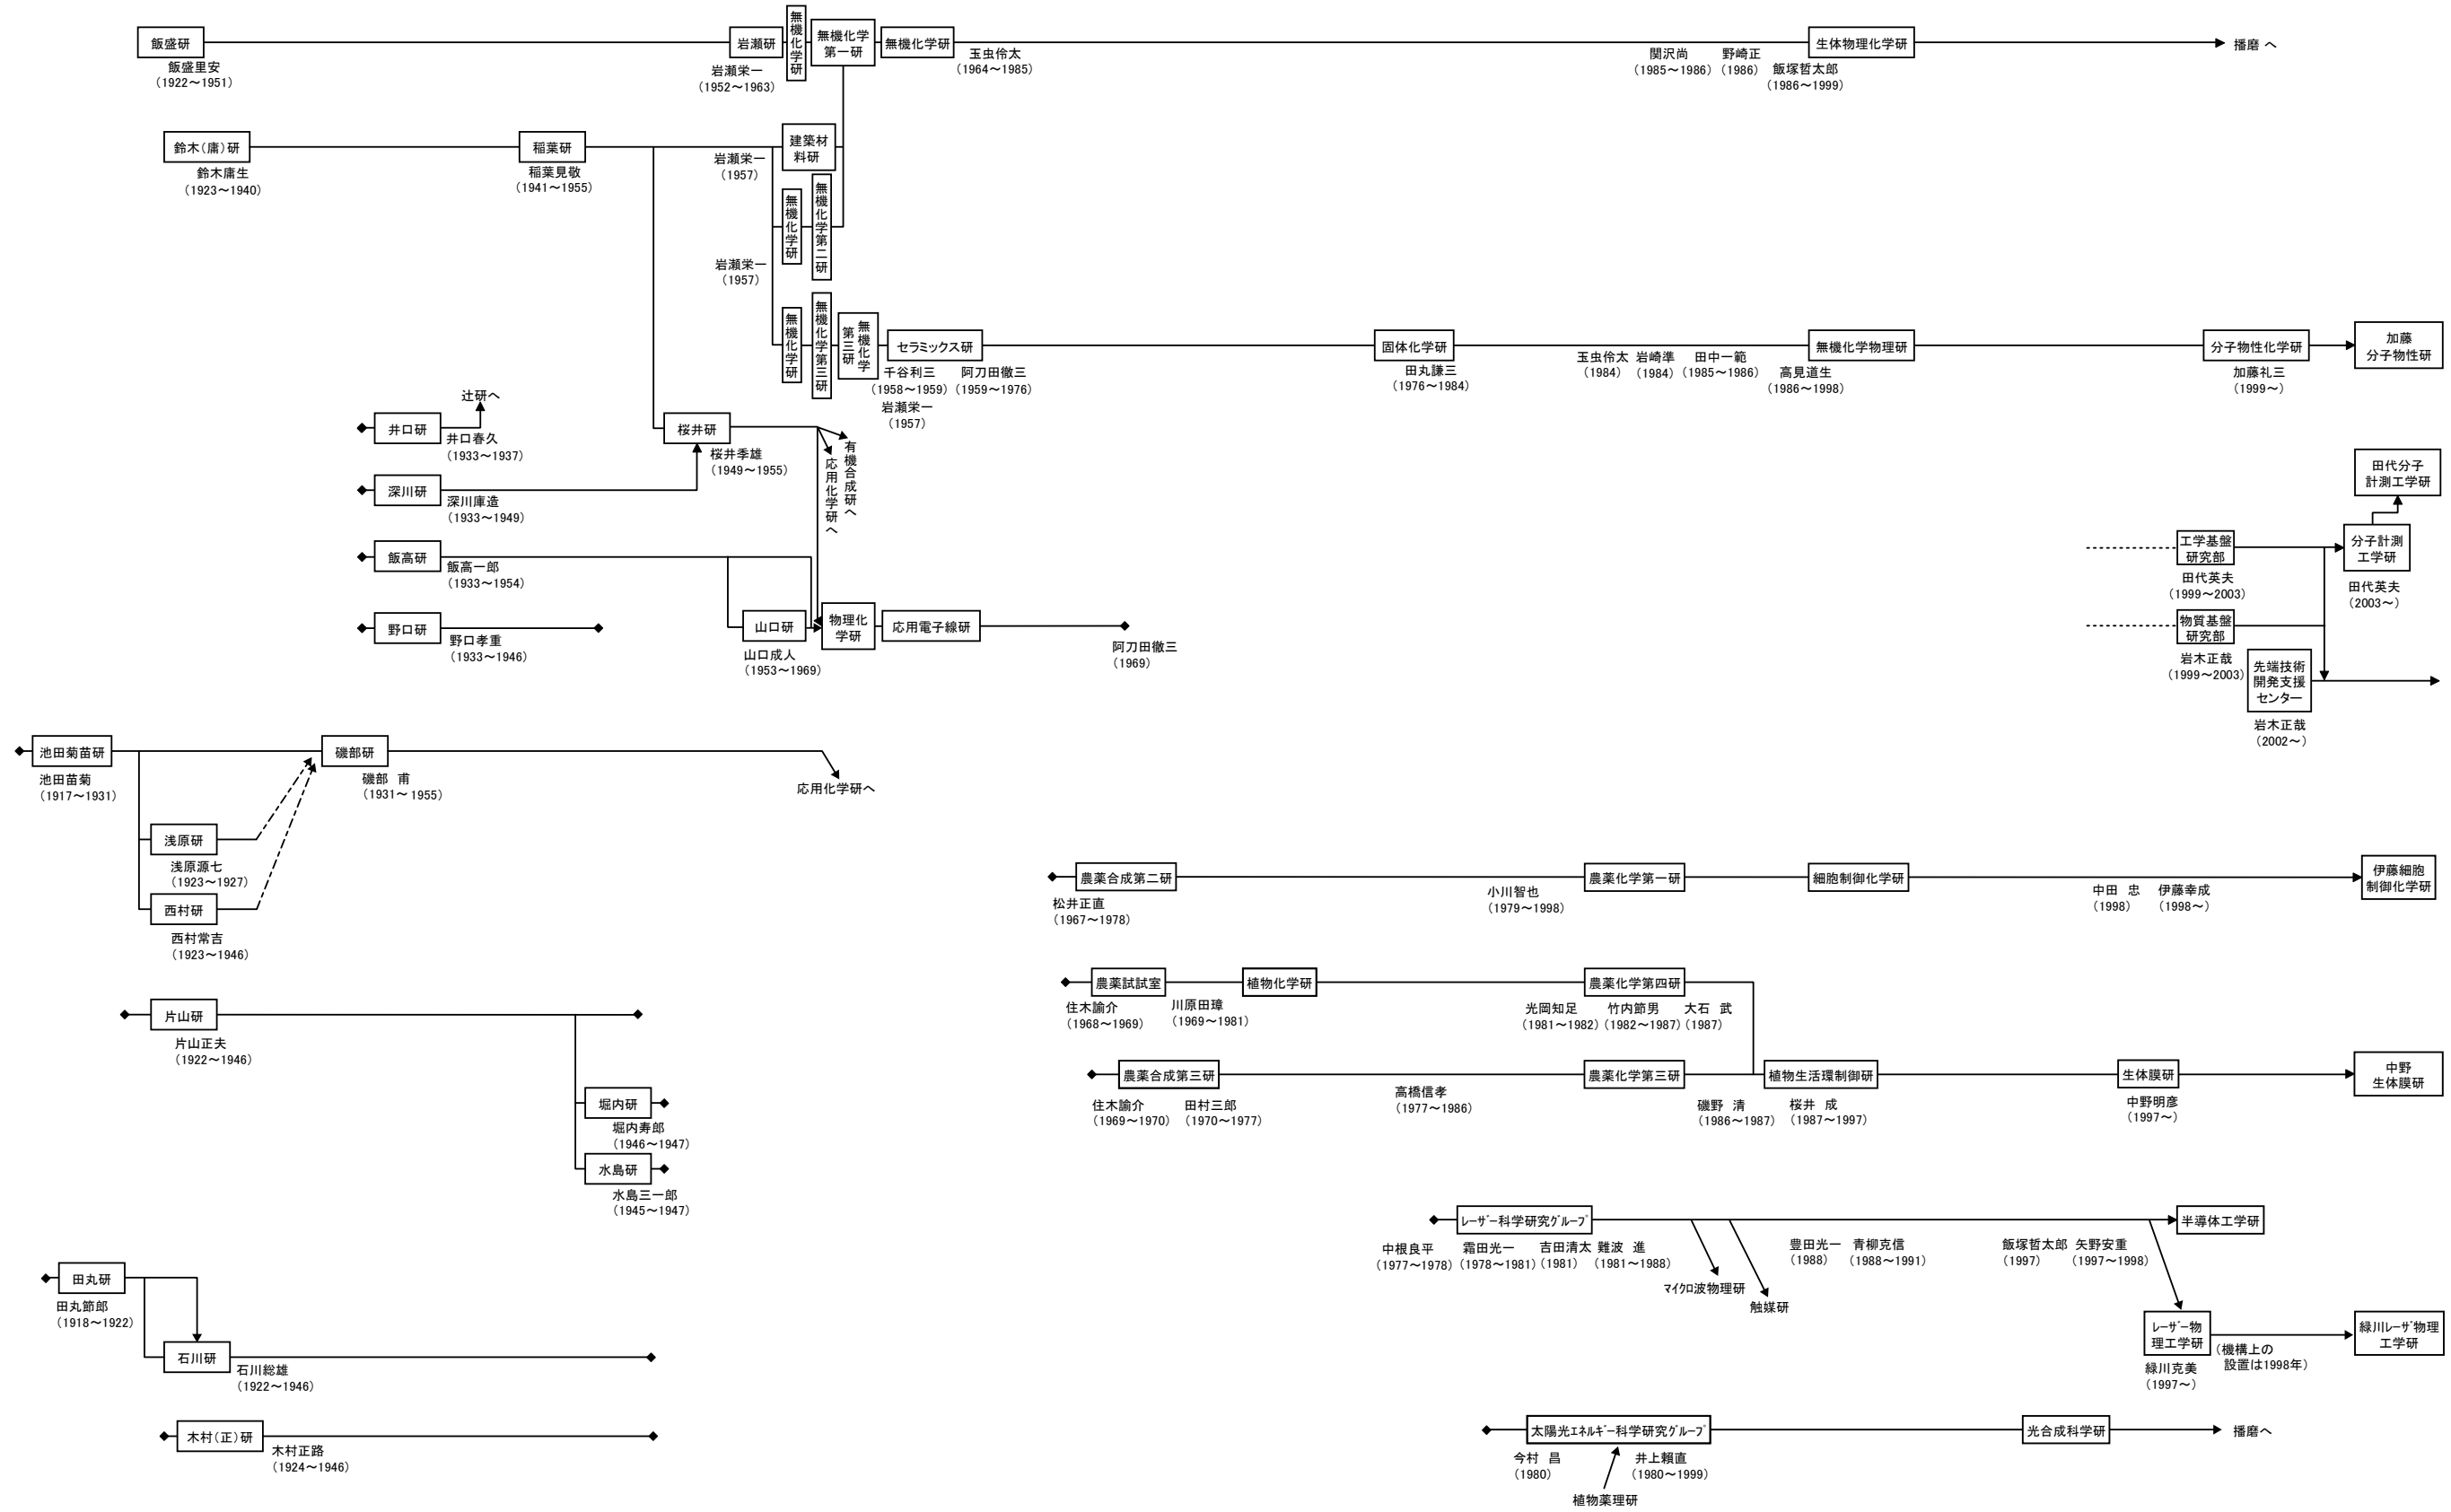 飯盛研
飯盛里安
（1922～1951）
岩瀬研
岩瀬栄一
（1952～1963）
無機化学研
無機化学
第一研
無機化学研
玉虫伶太
（1964～1985）
関沢尚
（1985～1986）
野崎正
（1986）
飯塚哲太郎
（1986～1999）
生体物理化学研
播磨 へ
鈴木（庸）研
鈴木庸生
（1923～1940）
稲葉研
稲葉見敬
（1941～1955）
岩瀬栄一
（1957）
建築材
料研
無機化学研
無機化学第二研
岩瀬栄一
（1957）
無機化学研
無機化学第三研
無機化学
第三研
セラミックス研
千谷利三
（1958～1959）
阿刀田徹三
（1959～1976）
岩瀬栄一
（1957）
固体化学研
田丸謙三
（1976～1984）
玉虫伶太
（1984）
岩崎準
（1984）
田中一範
（1985～1986）
無機化学物理研
高見道生
（1986～1998）
分子物性化学研
加藤礼三
（1999～）
加藤
分子物性研
辻研へ
井口研
井口春久
（1933～1937）
桜井研
桜井季雄
（1949～1955）
有機合成研へ
応用化学研へ
深川研
深川庫造
（1933～1949）
飯高研
飯高一郎
（1933～1954）
野口研
野口孝重
（1933～1946）
山口研
山口成人
（1953～1969）
物理化
学研
応用電子線研
阿刀田徹三
（1969）
田代分子
計測工学研
工学基盤
研究部
田代英夫
（1999～2003）
分子計測
工学研
田代英夫
（2003～）
物質基盤
研究部
岩木正哉
（1999～2003）
先端技術
開発支援
センター
岩木正哉
（2002～）
池田菊苗研
池田苗菊
（1917～1931）
磯部研
磯部　甫
（1931～1955）
応用化学研へ
浅原研
浅原源七
（1923～1927）
西村研
西村常吉
（1923～1946）
農薬合成第二研
松井正直
（1967～1978）
小川智也
（1979～1998）
農薬化学第一研
細胞制御化学研
中田　忠
（1998）
伊藤幸成
（1998～）
伊藤細胞
制御化学研
農薬試試室
住木諭介
（1968～1969）
川原田璋
（1969～1981）
植物化学研
光岡知足
（1981～1982）
農薬化学第四研
竹内節男
（1982～1987）
大石　武
（1987）
片山研
片山正夫
（1922～1946）
堀内研
堀内寿郎
（1946～1947）
水島研
水島三一郎
（1945～1947）
農薬合成第三研
住木諭介
（1969～1970）
田村三郎
（1970～1977）
高橋信孝
（1977～1986）
農薬化学第三研
磯野　清
（1986～1987）
植物生活環制御研
桜井　成
（1987～1997）
生体膜研
中野明彦
（1997～）
中野
生体膜研
ﾚｰｻﾞｰ科学研究ｸﾞﾙｰﾌﾟ
中根良平
（1977～1978）
霜田光一
（1978～1981）
吉田清太
（1981）
難波　進
（1981～1988）
マイクロ波物理研
触媒研
豊田光一
（1988）
青柳克信
（1988～1991）
飯塚哲太郎
（1997）
矢野安重
（1997～1998）
半導体工学研
ﾚｰｻﾞｰ物
理工学研
緑川克美
（1997～）
（機構上の
設置は1998年）
緑川ﾚｰｻﾞ物理
工学研
田丸研
田丸節郎
（1918～1922）
石川研
石川総雄
（1922～1946）
木村（正）研
木村正路
（1924～1946）
太陽光ｴﾈﾙｷﾞｰ科学研究ｸﾞﾙｰﾌﾟ
今村　昌
（1980）
井上頼直
（1980～1999）
植物薬理研
光合成科学研
播磨へ